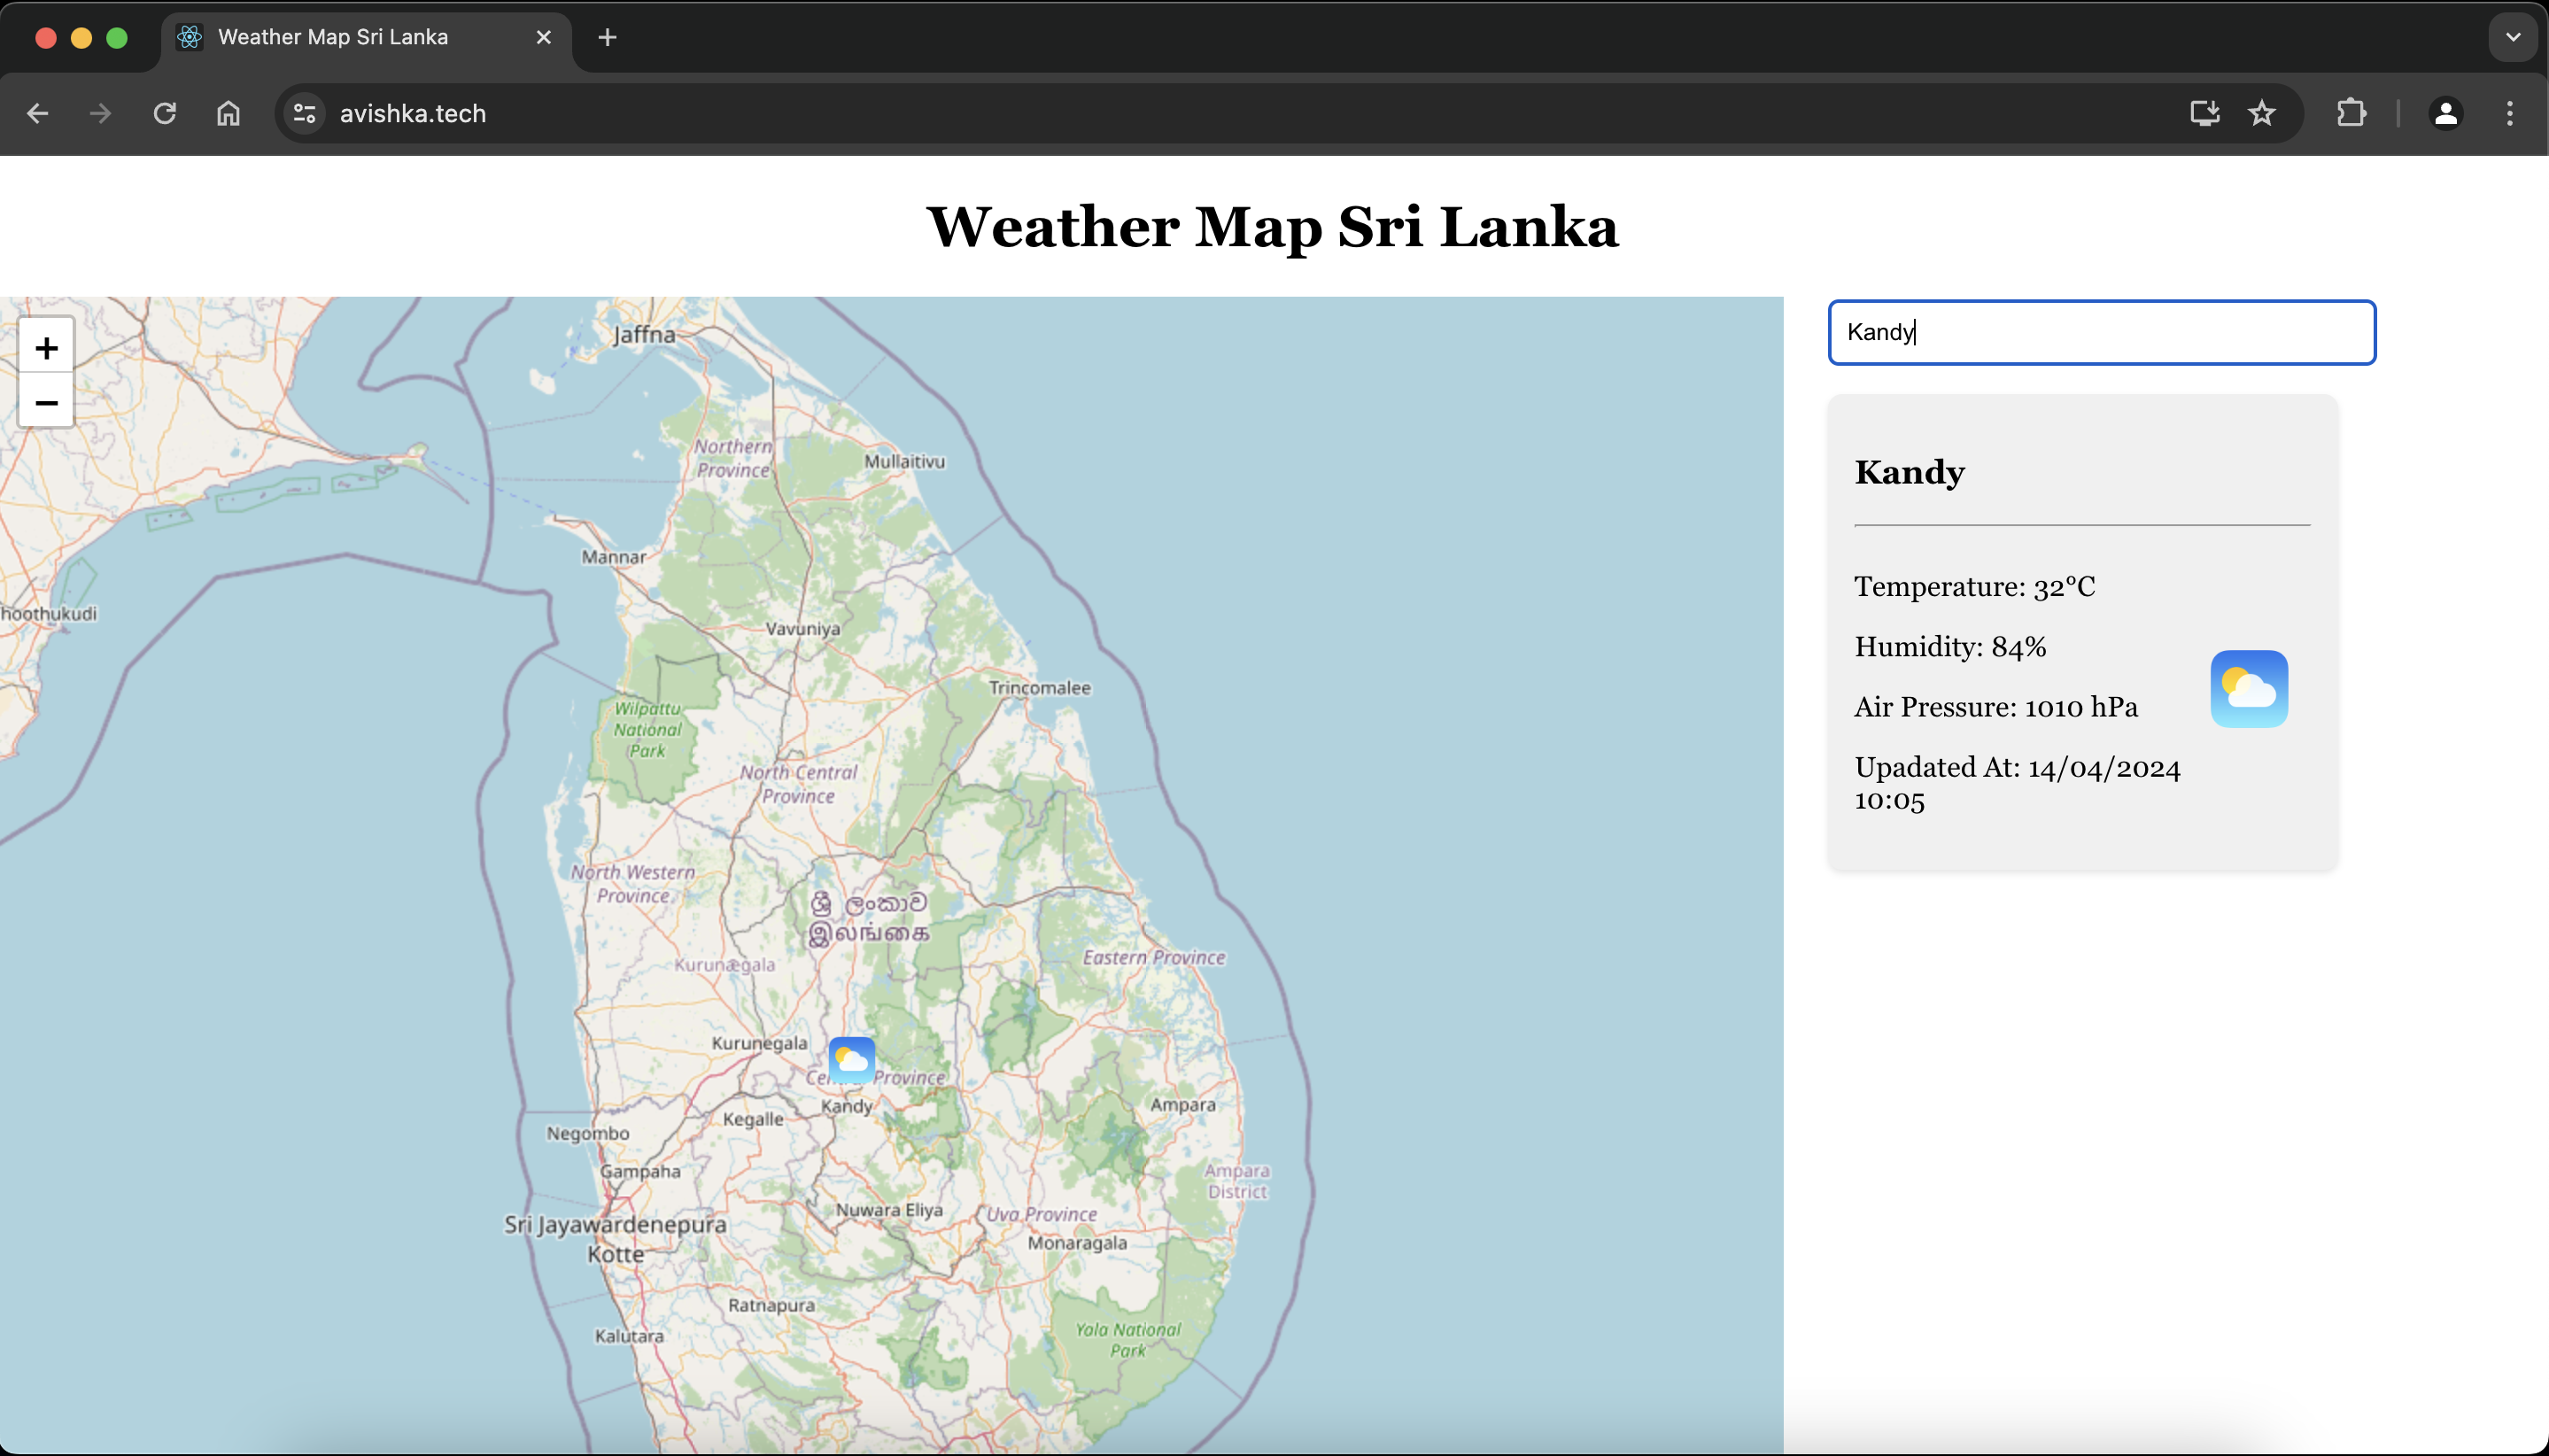 Weather Map Sri Lanka
avishka.tech
Weather Map Sri Lanka
+
−
Kandy
Kandy
Temperature: 32°C
Humidity: 84%
Air Pressure: 1010 hPa
Upadated At: 14/04/2024
10:05
Jaffna
Northern
Province
Mullaitivu
Mannar
hoothukudi
Vavuniya
Trincomalee
Wilpattu
National
Park
North Central
Province
North Western
Province
ශ්‍රී ලංකාව
இலங்கை
Eastern Province
Kurunægala
Kurunegala
Province
Kandy
Ampara
Kegalle
Negombo
Gampaha
Ampara
District
Nuwara Eliya
Uva Province
Sri Jayawardenepura
Kotte
Monaragala
Ratnapura
Kalutara
Yala National
Park